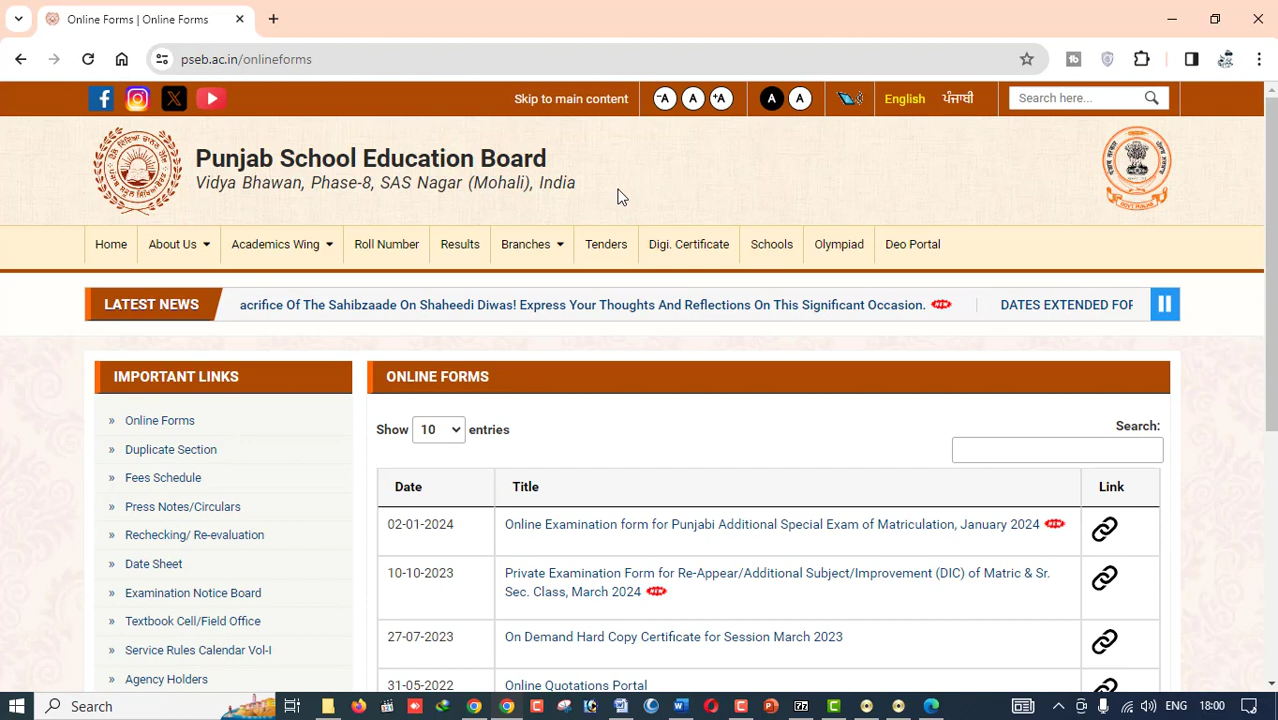 Online Forms | Online Forms
pseb.ac.in/onlineforms
Skip to main content
-A A +A
A A
English ਪੰਜਾਬੀ
Search here...
Punjab School Education Board
Vidya Bhawan, Phase-8, SAS Nagar (Mohali), India
Home About Us Academics Wing Roll Number Results Branches Tenders Digi. Certificate Schools Olympiad Deo Portal
LATEST NEWS
acrifice Of The Sahibzaade On Shaheedi Diwas! Express Your Thoughts And Reflections On This Significant Occasion. NEW DATES EXTENDED FOR
IMPORTANT LINKS
Online Forms
Duplicate Section
Fees Schedule
Press Notes/Circulars
Rechecking/ Re-evaluation
Date Sheet
Examination Notice Board
Textbook Cell/Field Office
Service Rules Calendar Vol-I
Agency Holders
ONLINE FORMS
Show 10 entries
Search:
Date Title Link
02-01-2024 Online Examination form for Punjabi Additional Special Exam of Matriculation, January 2024 NEW
10-10-2023 Private Examination Form for Re-Appear/Additional Subject/Improvement (DIC) of Matric & Sr.
Sec. Class, March 2024 NEW
27-07-2023 On Demand Hard Copy Certificate for Session March 2023
31-05-2022 Online Quotations Portal
Search
ENG 18:00